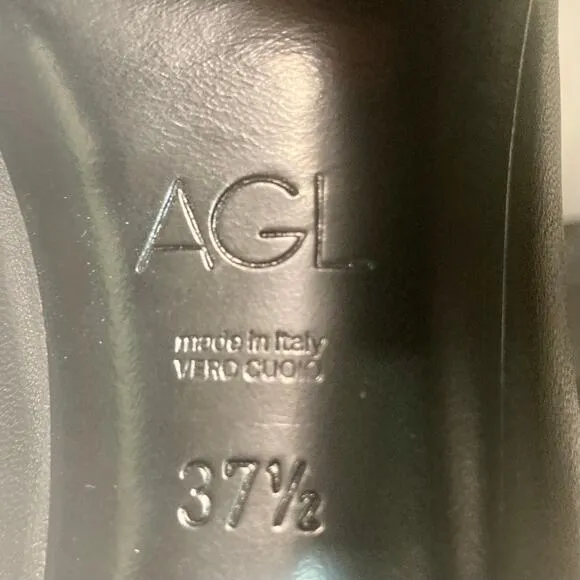 AGL
made in Italy
VERO CUOIO
37½